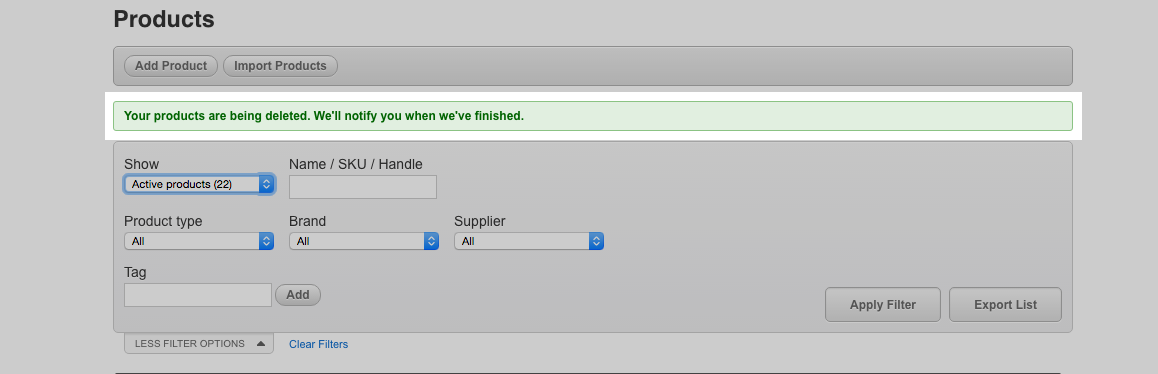 Products
Add Product Import Products
Your products are being deleted. We'll notify you when we've finished.
Show Name / SKU / Handle
Active products (22)
Product type Brand Supplier
All All All
Tag
Add
Apply Filter Export List
LESS FILTER OPTIONS Clear Filters